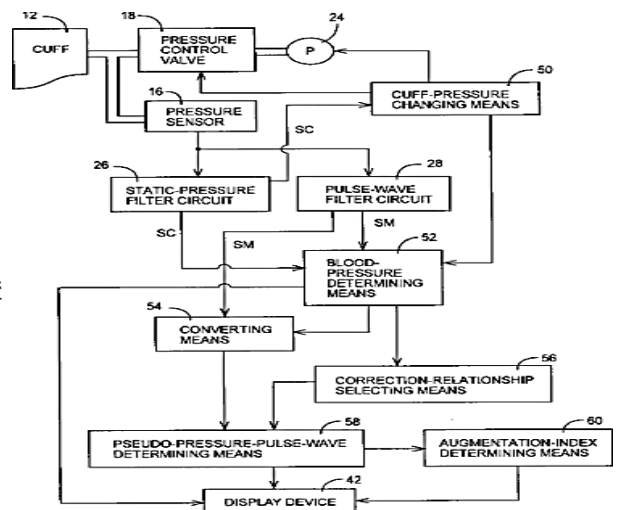 12
18
24
CUFF
PRESSURE
CONTROL
VALVE
P
50
16
PRESSURE
SENSOR
CUFF-PRESSURE
CHANGING MEANS
SC
26
28
STATIC-PRESSURE
FILTER CIRCUIT
PULSE-WAVE
FILTER CIRCUIT
SC
SM
SM
52
BLOOD-
PRESSURE
DETERMINING
MEANS
54
CONVERTING
MEANS
56
CORRECTION-RELATIONSHIP
SELECTING MEANS
58
60
PSEUDO-PRESSURE-PULSE-WAVE
DETERMINING MEANS
AUGMENTATION-INDEX
DETERMINING MEANS
42
DISPLAY DEVICE